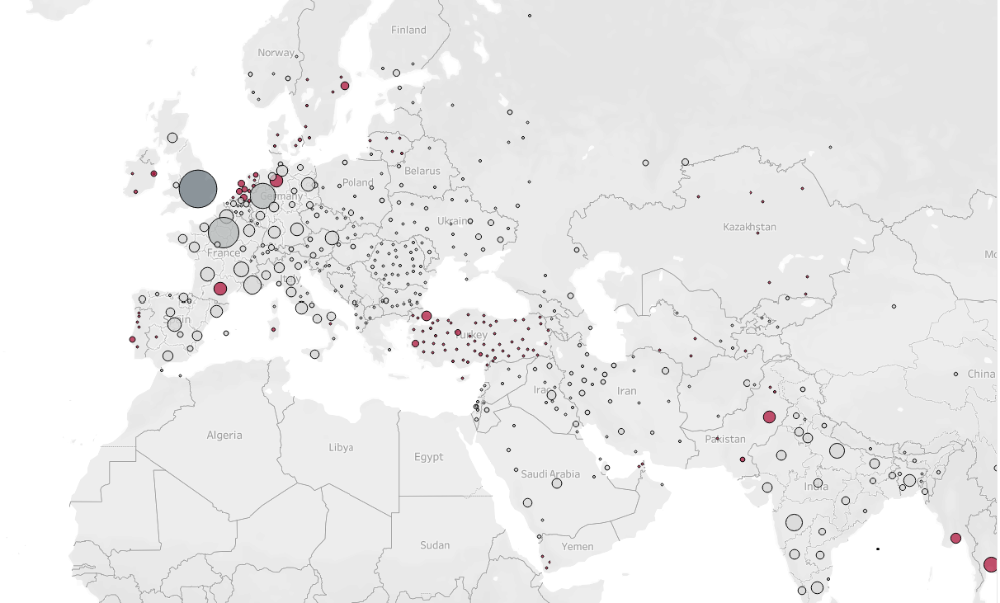 Finland
Norway
Belarus
Poland
Germany
Ukraine
Kazakhstan
France
Italy
Spain
Turkey
China
Iraq
Iran
Algeria
Libya
Egypt
Pakistan
Saudi Arabia
India
Sudan
Yemen